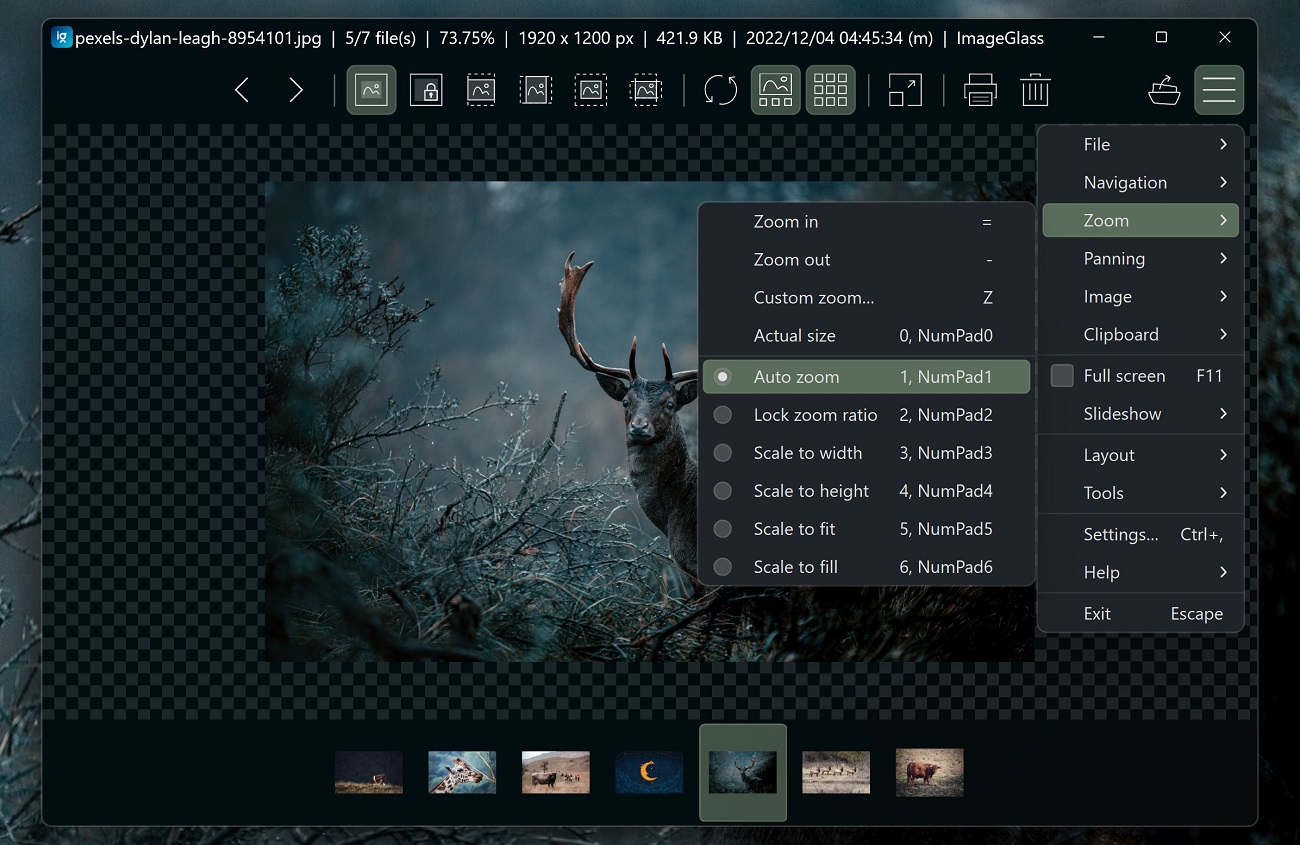 pexels-dylan-leagh-8954101.jpg | 5/7 file(s) | 73.75% | 1920 x 1200 px | 421.9 KB | 2022/12/04 04:45:34 (m) | ImageGlass
File
Navigation
Zoom
Panning
Image
Clipboard
Full screen F11
Slideshow
Layout
Tools
Settings... Ctrl+,
Help
Exit Escape
Zoom in =
Zoom out -
Custom zoom... Z
Actual size 0, NumPad0
Auto zoom 1, NumPad1
Lock zoom ratio 2, NumPad2
Scale to width 3, NumPad3
Scale to height 4, NumPad4
Scale to fit 5, NumPad5
Scale to fill 6, NumPad6